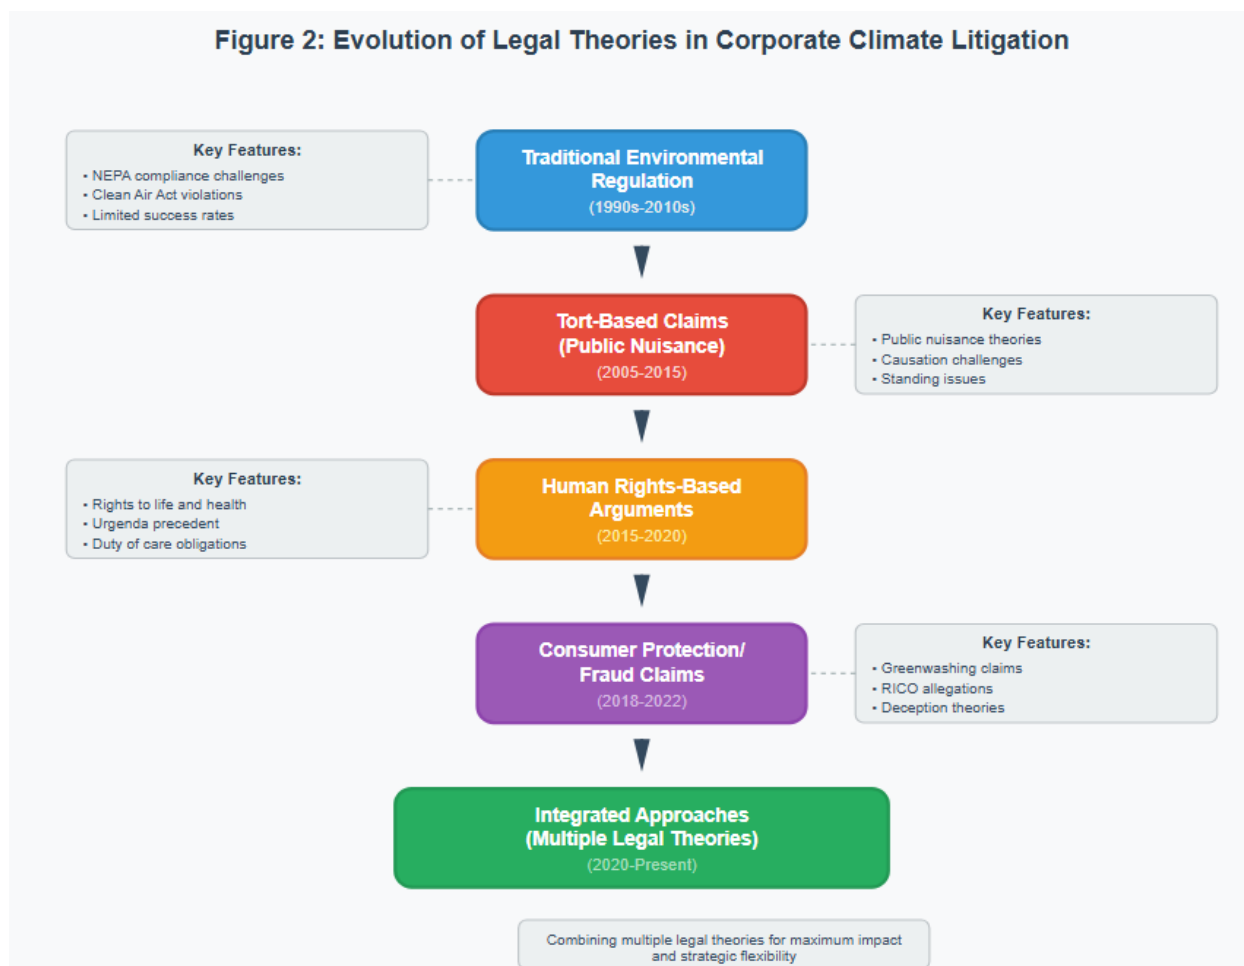 Figure 2: Evolution of Legal Theories in Corporate Climate Litigation
Key Features:
• NEPA compliance challenges
• Clean Air Act violations
• Limited success rates
Traditional Environmental
Regulation
(1990s-2010s)
Tort-Based Claims
(Public Nuisance)
(2005-2015)
Key Features:
• Public nuisance theories
• Causation challenges
• Standing issues
Key Features:
• Rights to life and health
• Urgenda precedent
• Duty of care obligations
Human Rights-Based
Arguments
(2015-2020)
Consumer Protection/
Fraud Claims
(2018-2022)
Key Features:
• Greenwashing claims
• RICO allegations
• Deception theories
Integrated Approaches
(Multiple Legal Theories)
(2020-Present)
Combining multiple legal theories for maximum impact
and strategic flexibility